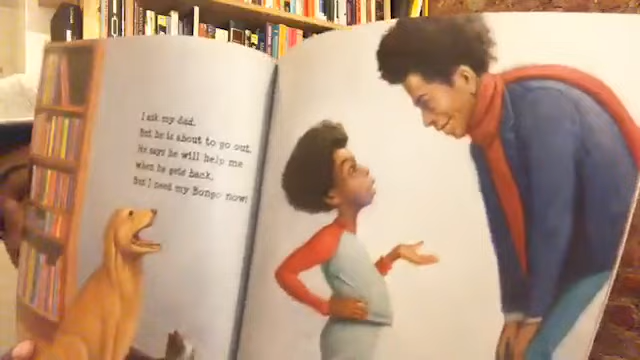 I ask my dad.
But he is about to go out.
He says he will help me
when he gets back.
But I need my Bongo now!